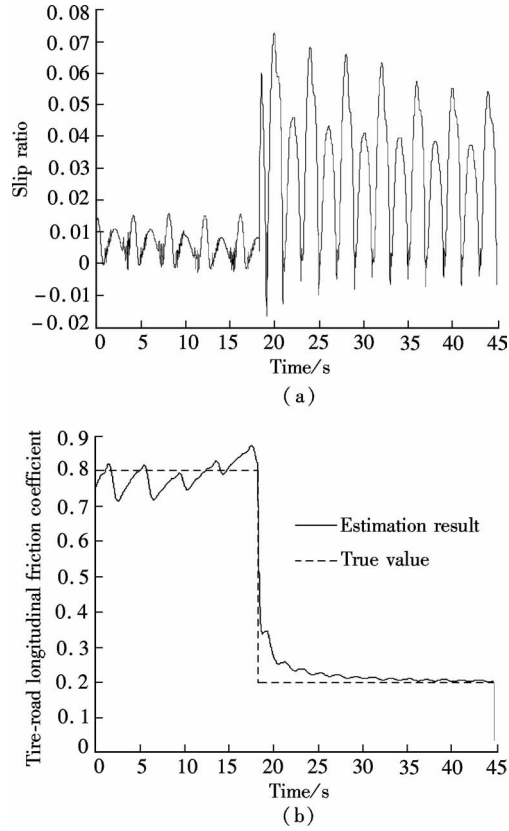 0.08
0.07
0.06
0.05
0.04
0.03
0.02
0.01
0
−0.01
−0.02
Slip ratio
0 5 10 15 20 25 30 35 40 45
Time/s
(a)
0.9
0.8
0.7
0.6
0.5
0.4
0.3
0.2
0.1
0
Tire-road longitudinal friction coefficient
Estimation result
True value
0 5 10 15 20 25 30 35 40 45
Time/s
(b)